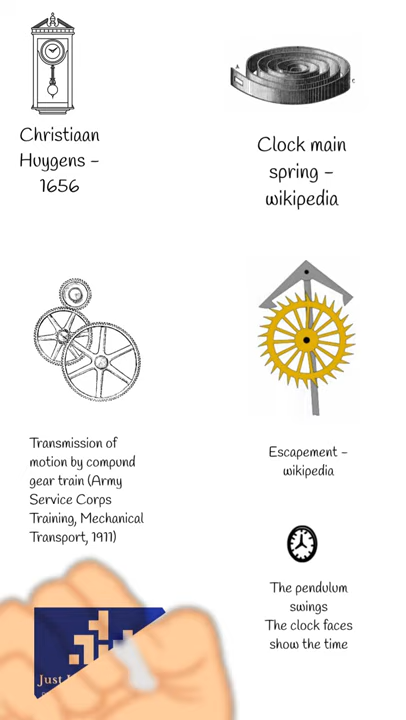 Christiaan
Huygens -
1656
Clock main
spring -
wikipedia
A
C
Transmission of
motion by compund
gear train (Army
Service Corps
Training, Mechanical
Transport, 1911)
Escapement -
wikipedia
The pendulum
swings
The clock faces
show the time
Just